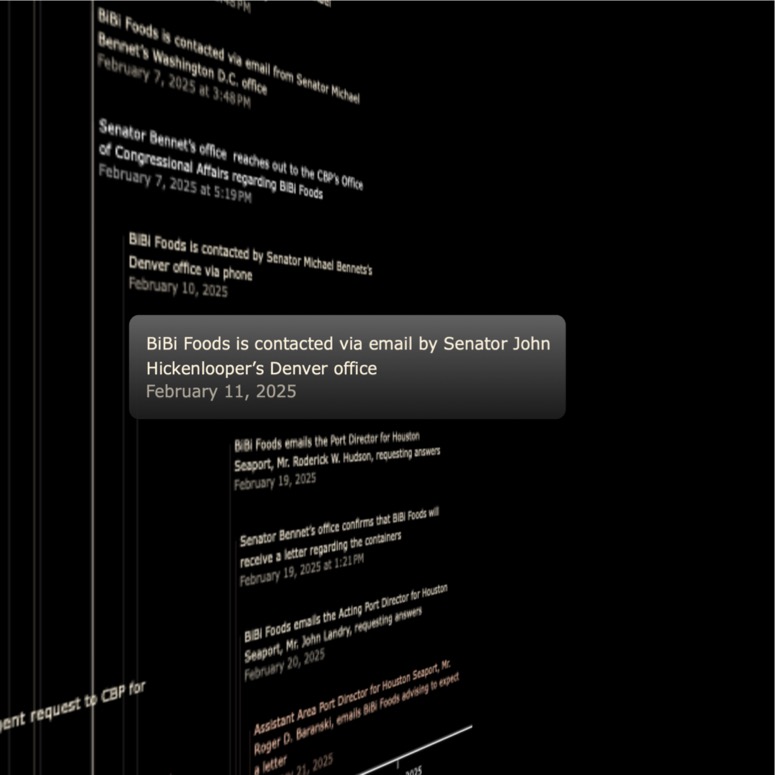 BiBi Foods is contacted via email from Senator Michael
Bennet's Washington D.C. office
February 7, 2025 at 3:48 PM
Senator Bennet's office reaches out to the CBP's Office
of Congressional Affairs regarding BiBi Foods
February 7, 2025 at 5:19 PM
BiBi Foods is contacted by Senator Michael Bennets's
Denver office via phone
February 10, 2025
BiBi Foods is contacted via email by Senator John
Hickenlooper’s Denver office
February 11, 2025
BiBi Foods emails the Port Director for Houston
Seaport, Mr. Roderick W. Hudson, requesting answers
February 19, 2025
Senator Bennet's office confirms that BiBi Foods will
receive a letter regarding the containers
February 19, 2025 at 1:21 PM
BiBi Foods emails the Acting Port Director for Houston
Seaport, Mr. John Landry, requesting answers
February 20, 2025
request to CBP for
Assistant Area Port Director for Houston Seaport, Mr.
Roger D. Baranski, emails BiBi Foods advising to expect
a letter
21, 2025
2025